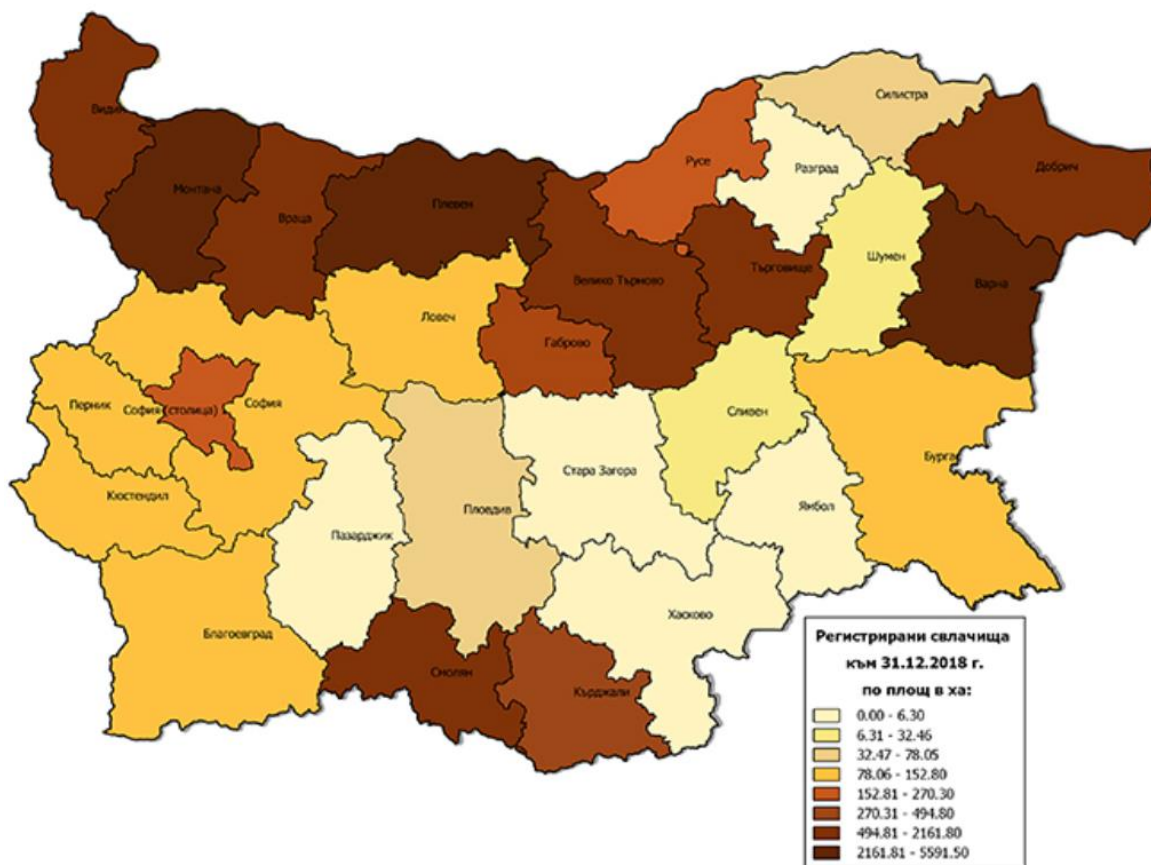 Видин
Монтана
Враца
Плевен
Велико Търново
Русе
Разград
Силистра
Добрич
Търговище
Шумен
Варна
Ловеч
Габрово
Перник
София (столица)
София
Сливен
Бургас
Кюстендил
Стара Загора
Ямбол
Пловдив
Пазарджик
Хасково
Благоевград
Смолян
Кърджали
Регистрирани свлачища
към 31.12.2018 г.
по площ в ха:
0.00 - 6.30
6.31 - 32.46
32.47 - 78.05
78.06 - 152.80
152.81 - 270.30
270.31 - 494.80
494.81 - 2161.80
2161.81 - 5591.50